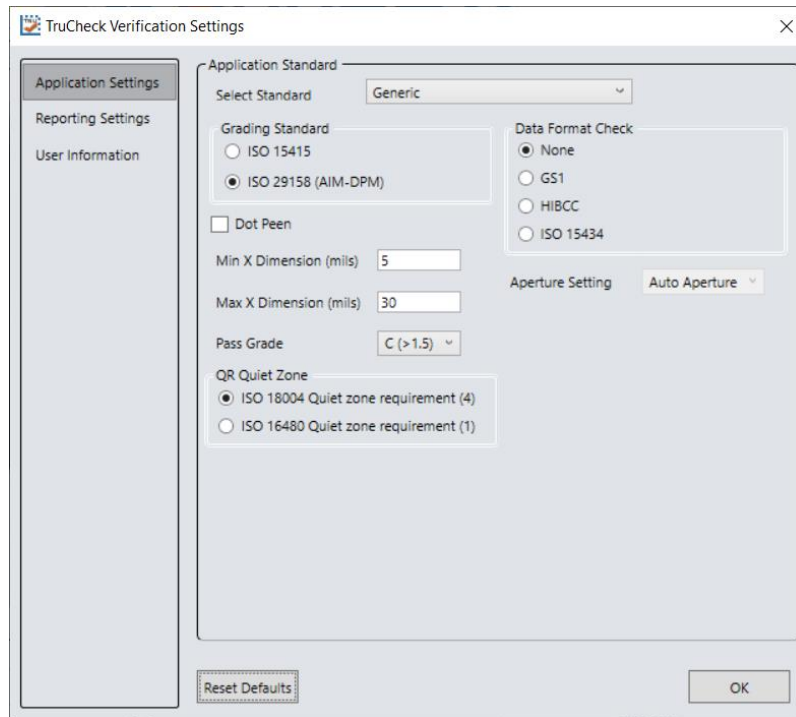 TruCheck Verification Settings
Application Settings
Reporting Settings
User Information
Application Standard
Select Standard
Generic
Grading Standard
ISO 15415
ISO 29158 (AIM-DPM)
Data Format Check
None
GS1
HIBCC
ISO 15434
Dot Peen
Min X Dimension (mils)
5
Aperture Setting
Auto Aperture
Max X Dimension (mils)
30
Pass Grade
C (>1.5)
QR Quiet Zone
ISO 18004 Quiet zone requirement (4)
ISO 16480 Quiet zone requirement (1)
Reset Defaults
OK